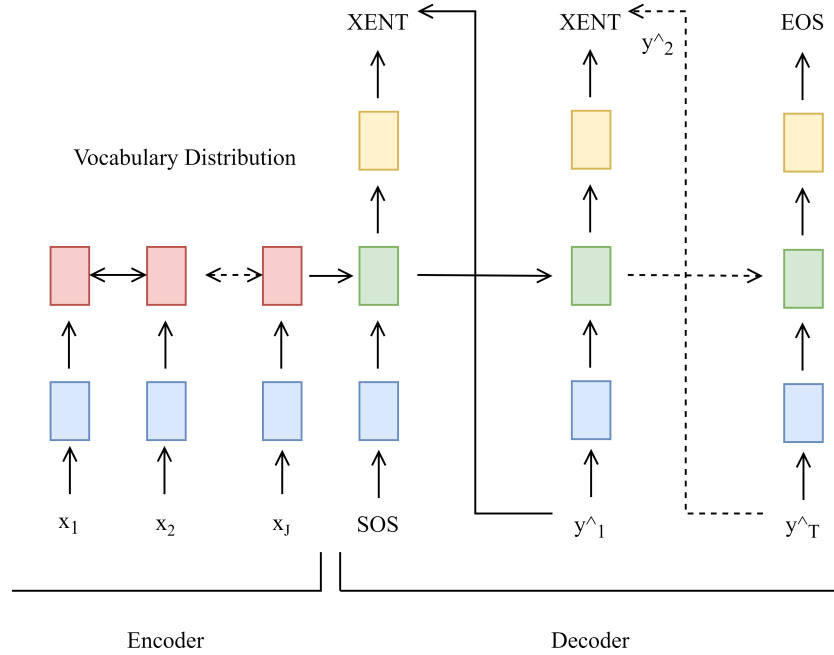 XENT
XENT
EOS
y^2
Vocabulary Distribution
x1
x2
xJ
SOS
y^1
y^T
Encoder
Decoder